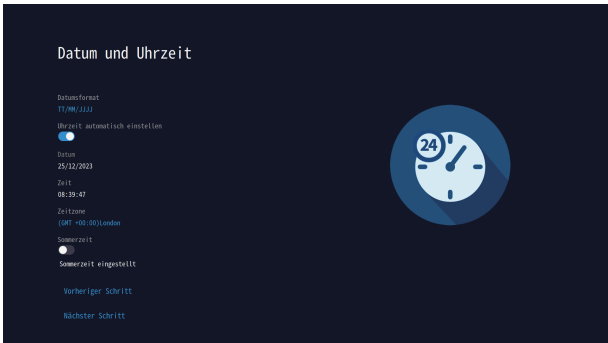 Datum und Uhrzeit
Datumsformat
TT/MM/JJJJ
Uhrzeit automatisch einstellen
Datum
25/12/2023
Zeit
08:39:47
Zeitzone
(GMT +00:00)London
Sommerzeit
Sommerzeit eingestellt
Vorheriger Schritt
Nächster Schritt
24